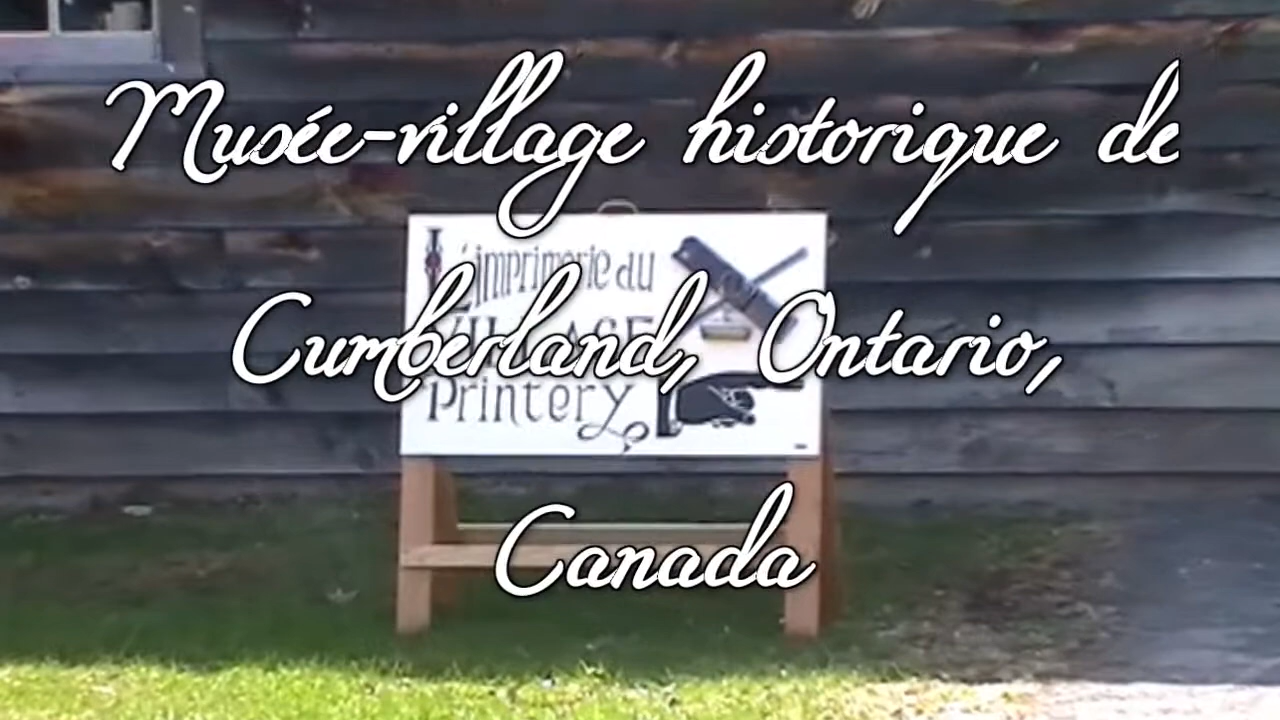 Musée-village historique de
Cumberland, Ontario,
Canada
L'imprimerie du
VILLAGE
Printery